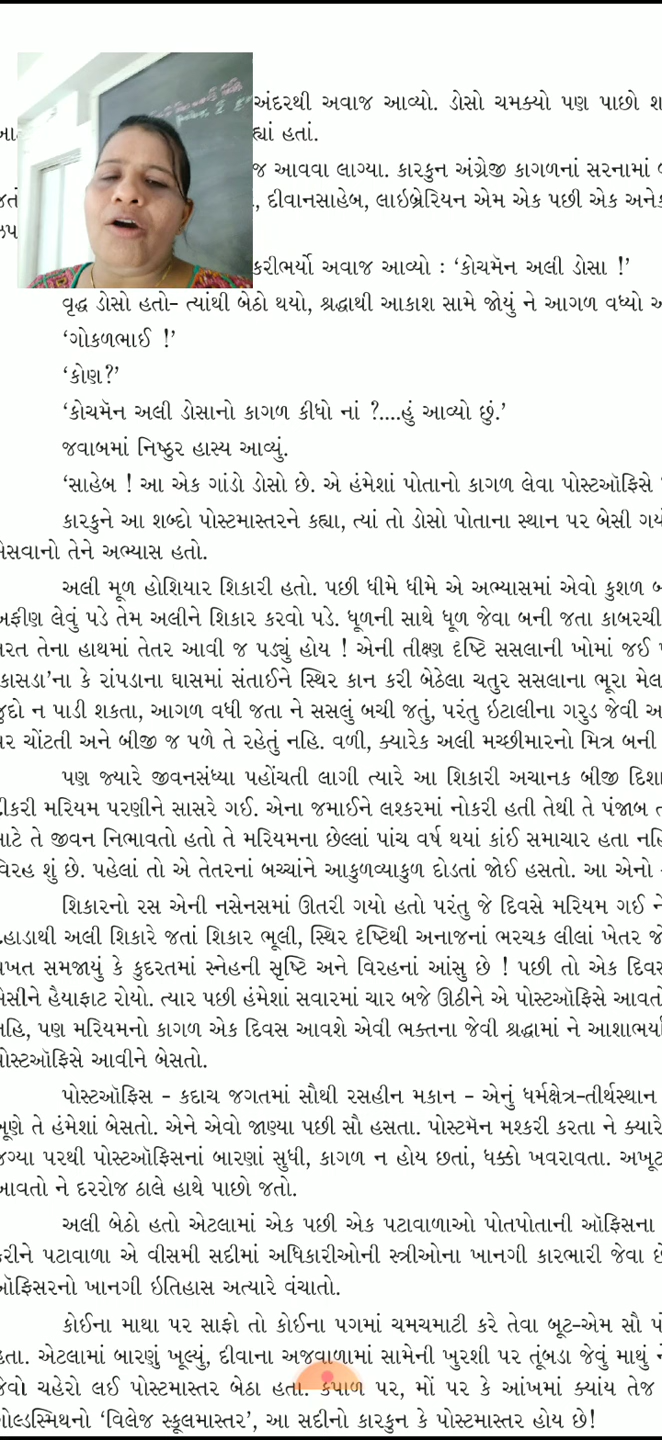 અંદરથી અવાજ આવ્યો. ડોસો ચમક્યો પણ પાછો
હ્યાં હતાં.
જ આવવા લાગ્યા. કારકુન અંગ્રેજી કાગળનાં સરનામાં
, દીવાનસાહેબ, લાઇબ્રેરિયન એમ એક પછી એક
કરીભર્યો અવાજ આવ્યો : ‘કોચમૅન અલી ડોસા !’
વૃદ્ધ ડોસો હતો- ત્યાંથી બેઠો થયો, શ્રદ્ધાથી આકાશ સામે જોયું ને આગળ વધ્યો
‘ગોકળભાઈ !’
‘કોણ?’
‘કોચમૅન અલી ડોસાનો કાગળ કીધો નાં ?....હું આવ્યો છું.’
જવાબમાં નિષ્ઠુર હાસ્ય આવ્યું.
‘સાહેબ ! આ એક ગાંડો ડોસો છે. એ હંમેશાં પોતાનો કાગળ લેવા પોસ્ટઑફિસે
કારકુને આ શબ્દો પોસ્ટમાસ્તરને કહ્યા, ત્યાં તો ડોસો પોતાના સ્થાન પર બેસી
બેસવાનો તેને અભ્યાસ હતો.
અલી મૂળ હોશિયાર શિકારી હતો. પછી ધીમે ધીમે એ અભ્યાસમાં એવો કુશળ
અફીણ લેવું પડે તેમ અલીને શિકાર કરવો પડે. ધૂળની સાથે ધૂળ જેવા બની જતા
તરત તેના હાથમાં તેતર આવી જ પડ્યું હોય ! એની તીક્ષ્ણ દૃષ્ટિ સસલાની ખોમાં જઈ
કાસડા’ના કે રાંપડાના ઘાસમાં સંતાઈને સ્થિર કાન કરી બેઠેલા ચતુર સસલાના ભૂરા
જુદો ન પાડી શકતા, આગળ વધી જતા ને સસલું બચી જતું, પરંતુ ઇટાલીના ગરુડ જેવી
પર ચોંટતી અને બીજી જ પળે તે રહેતું નહિ. વળી, ક્યારેક અલી મચ્છીમારનો મિત્ર બની
પણ જ્યારે જીવનસંધ્યા પહોંચતી લાગી ત્યારે આ શિકારી અચાનક બીજી
દીકરી મરિયમ પરણીને સાસરે ગઈ. એના જમાઈને લશ્કરમાં નોકરી હતી તેથી તે પંજાબ
માટે તે જીવન નિભાવતો હતો તે મરિયમના છેલ્લાં પાંચ વર્ષ થયાં કાંઈ સમાચાર હતા
વિરહ શું છે. પહેલાં તો એ તેતરનાં બચ્ચાંને આકુળવ્યાકુળ દોડતાં જોઈ હસતો. આ એનો
શિકારનો રસ એની નસેનસમાં ઊતરી ગયો હતો પરંતુ જે દિવસે મરિયમ ગઈ
દહાડાથી અલી શિકારે જતાં શિકાર ભૂલી, સ્થિર દૃષ્ટિથી અનાજનાં ભરચક લીલાં ખેતર
વખત સમજાયું કે કુદરતમાં સ્નેહની સૃષ્ટિ અને વિરહનાં આંસુ છે ! પછી તો એક
બેસીને હૈયાફાટ રોયો. ત્યાર પછી હંમેશાં સવારમાં ચાર બજે ઊઠીને એ પોસ્ટઑફિસે આવતો
નહિ, પણ મરિયમનો કાગળ એક દિવસ આવશે એવી ભક્તના જેવી શ્રદ્ધામાં ને
પોસ્ટઑફિસે આવીને બેસતો.
પોસ્ટઑફિસ - કદાચ જગતમાં સૌથી રસહીન મકાન - એનું ધર્મક્ષેત્ર-તીર્થસ્થાન
ખૂણે તે હંમેશાં બેસતો. એને એવો જાણ્યા પછી સૌ હસતા. પોસ્ટમૅન મશ્કરી કરતા ને
જગ્યા પરથી પોસ્ટઑફિસનાં બારણાં સુધી, કાગળ ન હોય છતાં, ધક્કો ખવરાવતા.
આવતો ને દરરોજ ઠાલે હાથે પાછો જતો.
અલી બેઠો હતો એટલામાં એક પછી એક પટાવાળાઓ પોતપોતાની ઑફિસના
કરીને પટાવાળા એ વીસમી સદીમાં અધિકારીઓની સ્ત્રીઓના ખાનગી કારભારી જેવા
ઑફિસરનો ખાનગી ઇતિહાસ અત્યારે વંચાતો.
કોઈના માથા પર સાફો તો કોઈના પગમાં ચમચમાટી કરે તેવા બૂટ-એમ સૌ
હતા. એટલામાં બારણું ખૂલ્યું, દીવાના અજવાળામાં સામેની ખુરશી પર તૂંબડા જેવું માથું
જેવો ચહેરો લઈ પોસ્ટમાસ્તર બેઠા હતા. કપાળ પર, મોં પર કે આંખમાં ક્યાંય તેજ
ગોલ્ડસ્મિથનો ‘વિલેજ સ્કૂલમાસ્તર’, આ સદીનો કારકુન કે પોસ્ટમાસ્તર હોય છે!